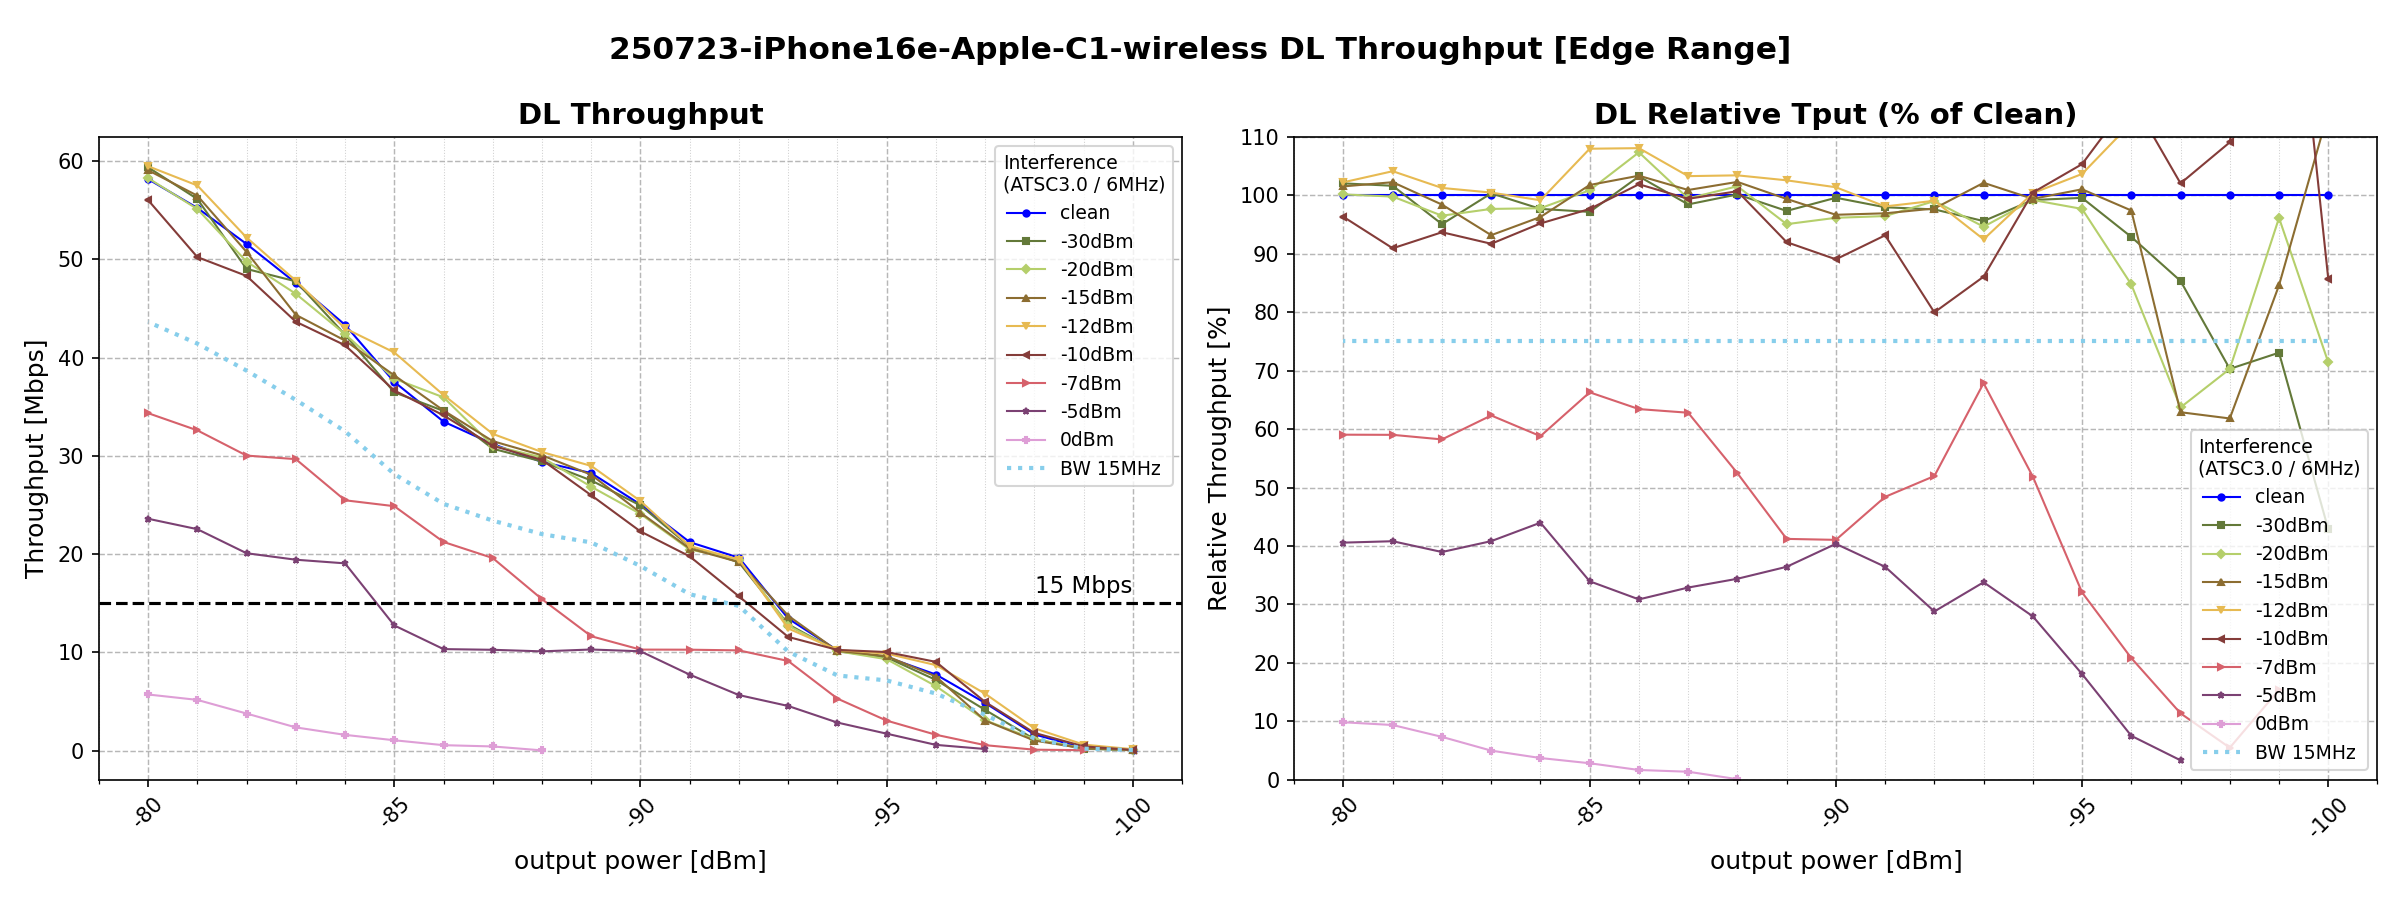 250723-iPhone16e-Apple-C1-wireless DL Throughput [Edge Range]
DL Throughput
Throughput [Mbps]
60
50
40
30
20
10
0
Interference
(ATSC3.0 / 6MHz)
clean
-30dBm
-20dBm
-15dBm
-12dBm
-10dBm
-7dBm
-5dBm
0dBm
BW 15MHz
15 Mbps
-80
-85
-90
-95
-100
output power [dBm]
DL Relative Tput (% of Clean)
Relative Throughput [%]
110
100
90
80
70
60
50
40
30
20
10
0
Interference
(ATSC3.0 / 6MHz)
clean
-30dBm
-20dBm
-15dBm
-12dBm
-10dBm
-7dBm
-5dBm
0dBm
BW 15MHz
-80
-85
-90
-95
-100
output power [dBm]